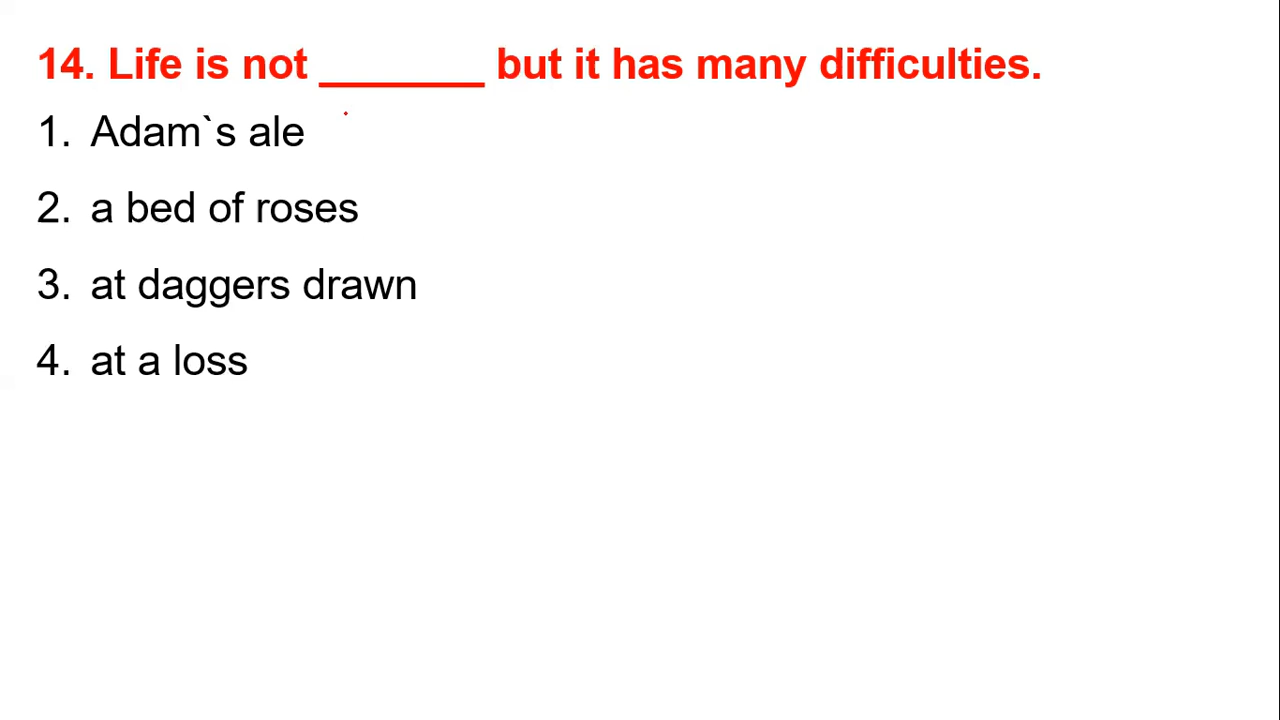 14. Life is not _______ but it has many difficulties.
1. Adam`s ale
2. a bed of roses
3. at daggers drawn
4. at a loss